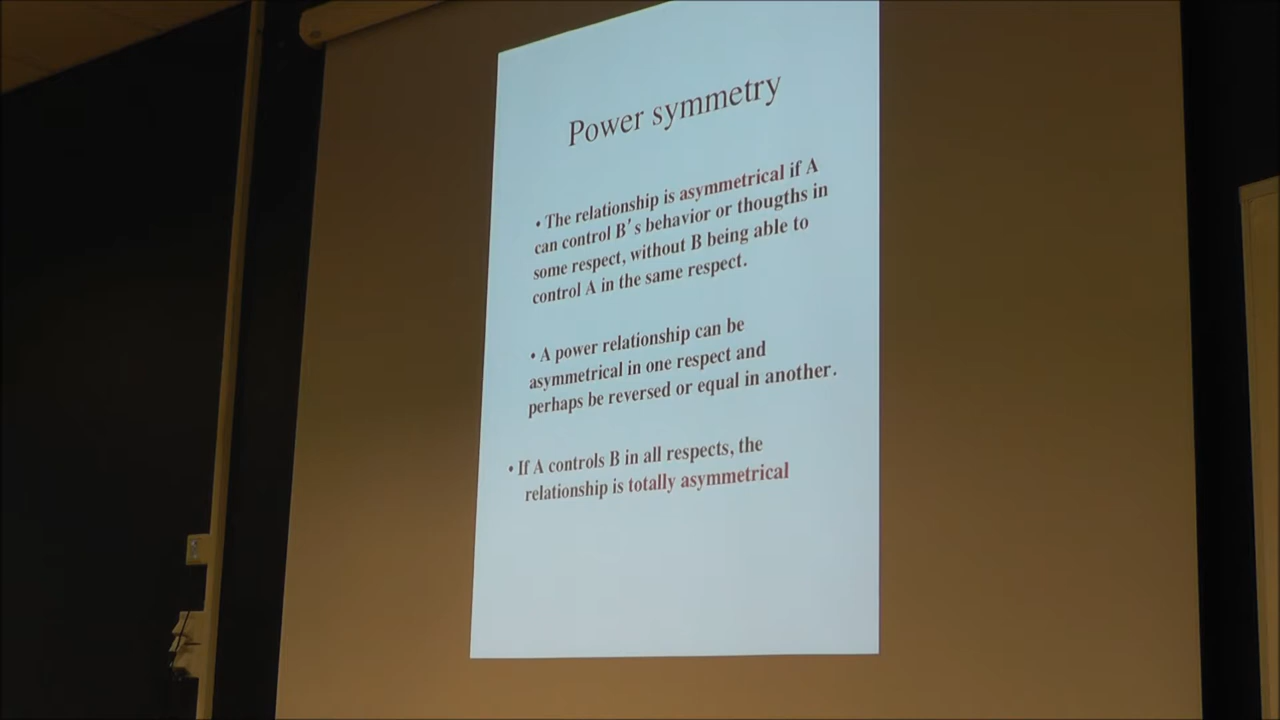 Power symmetry
• The relationship is asymmetrical if A
can control B's behavior or thougths in
some respect, without B being able to
control A in the same respect.
• A power relationship can be
asymmetrical in one respect and
perhaps be reversed or equal in another.
• If A controls B in all respects, the
relationship is totally asymmetrical